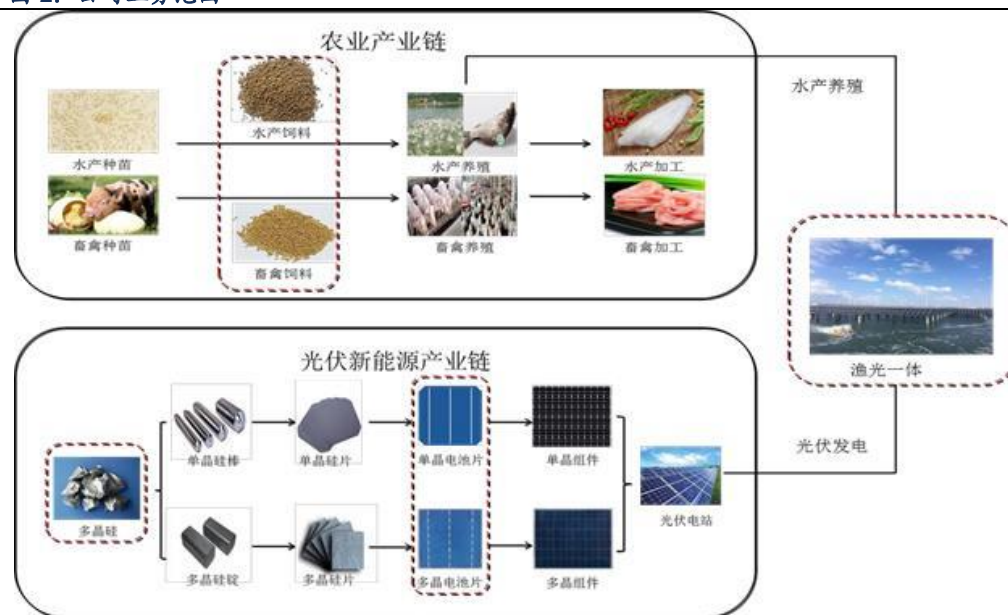 农业产业链
水产养殖
水产饲料
水产种苗
水产养殖
水产加工
畜禽种苗
畜禽饲料
畜禽养殖
畜禽加工
渔光一体
光伏新能源产业链
单晶硅棒
单晶硅片
单晶电池片
单晶组件
光伏发电
多晶硅
光伏电站
多晶硅锭
多晶硅片
多晶电池片
多晶组件